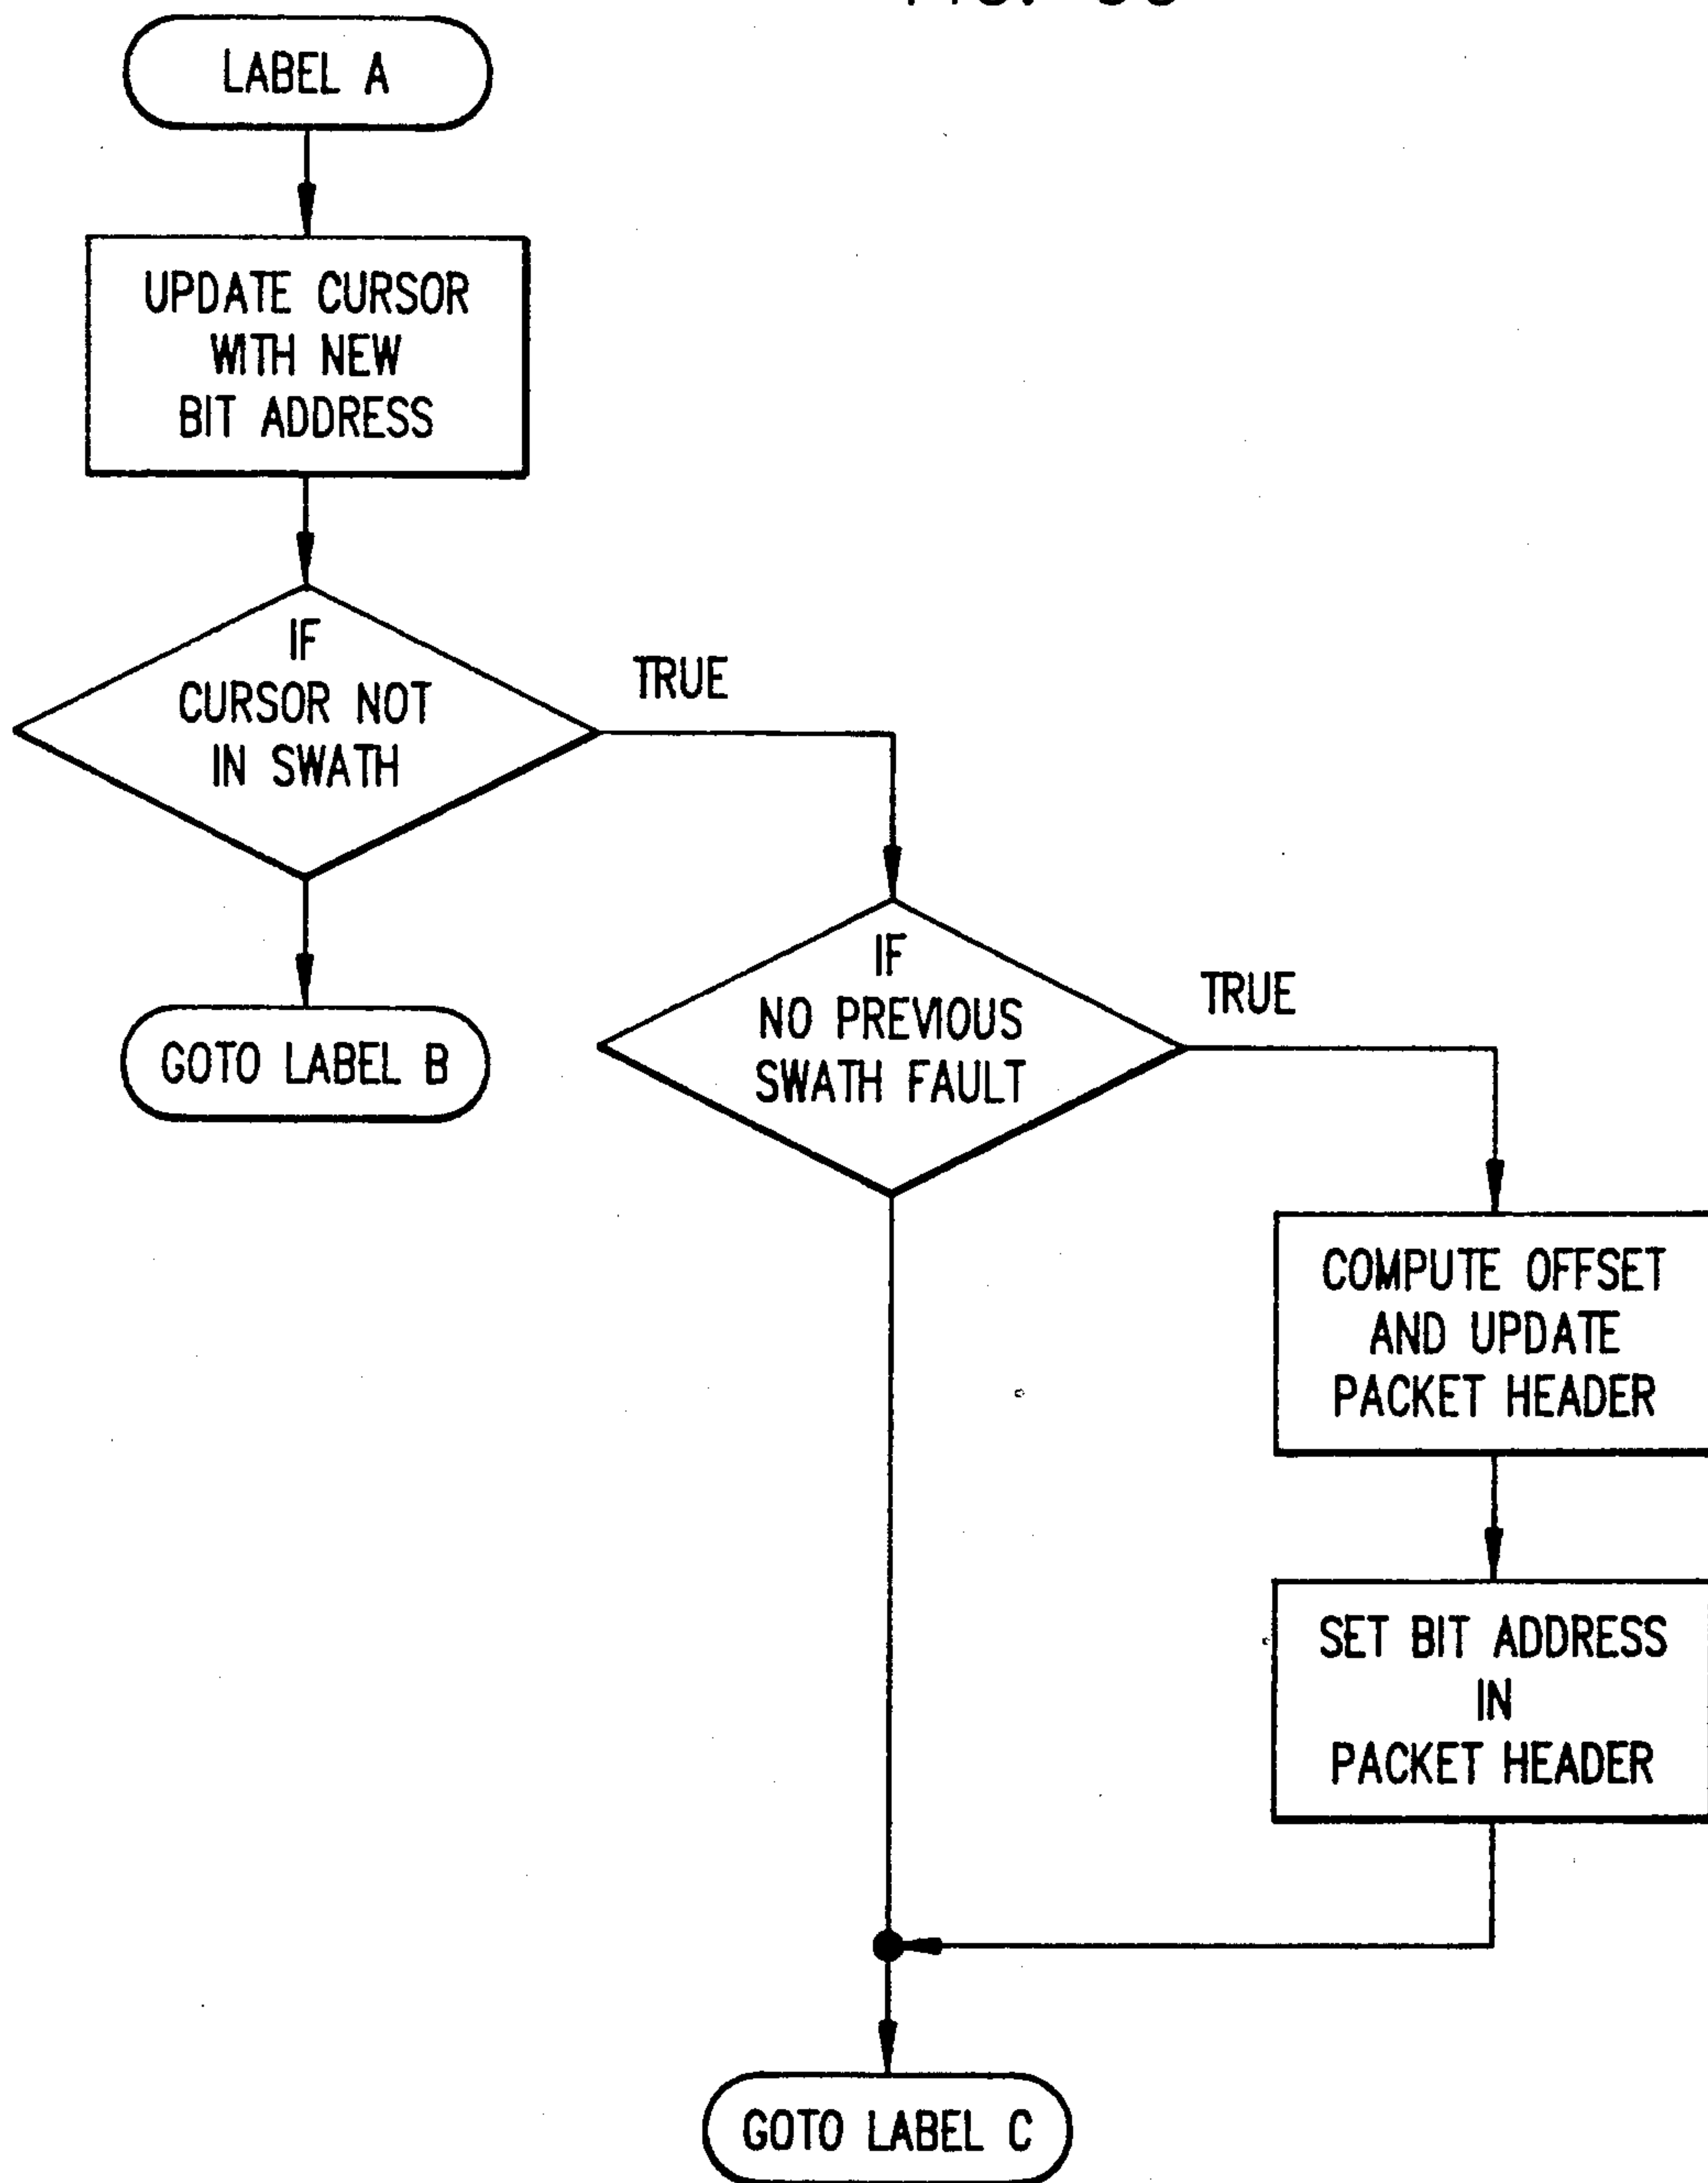 LABEL A
UPDATE CURSOR
WITH NEW
BIT ADDRESS
IF
CURSOR NOT
IN SWATH
TRUE
GOTO LABEL B
IF
NO PREVIOUS
SWATH FAULT
TRUE
COMPUTE OFFSET
AND UPDATE
PACKET HEADER
SET BIT ADDRESS
IN
PACKET HEADER
GOTO LABEL C